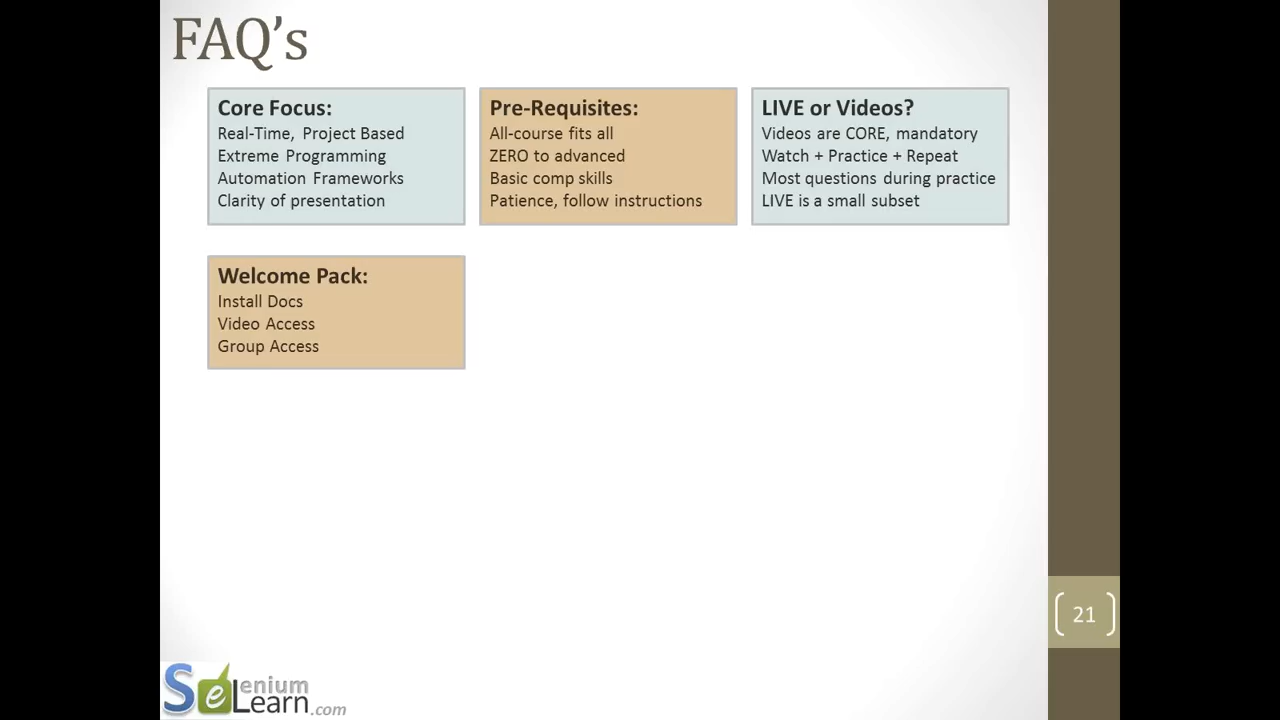 FAQ's
Core Focus:
Real-Time, Project Based
Extreme Programming
Automation Frameworks
Clarity of presentation
Pre-Requisites:
All-course fits all
ZERO to advanced
Basic comp skills
Patience, follow instructions
LIVE or Videos?
Videos are CORE, mandatory
Watch + Practice + Repeat
Most questions during practice
LIVE is a small subset
Welcome Pack:
Install Docs
Video Access
Group Access
21
Selenium
eLearn.com